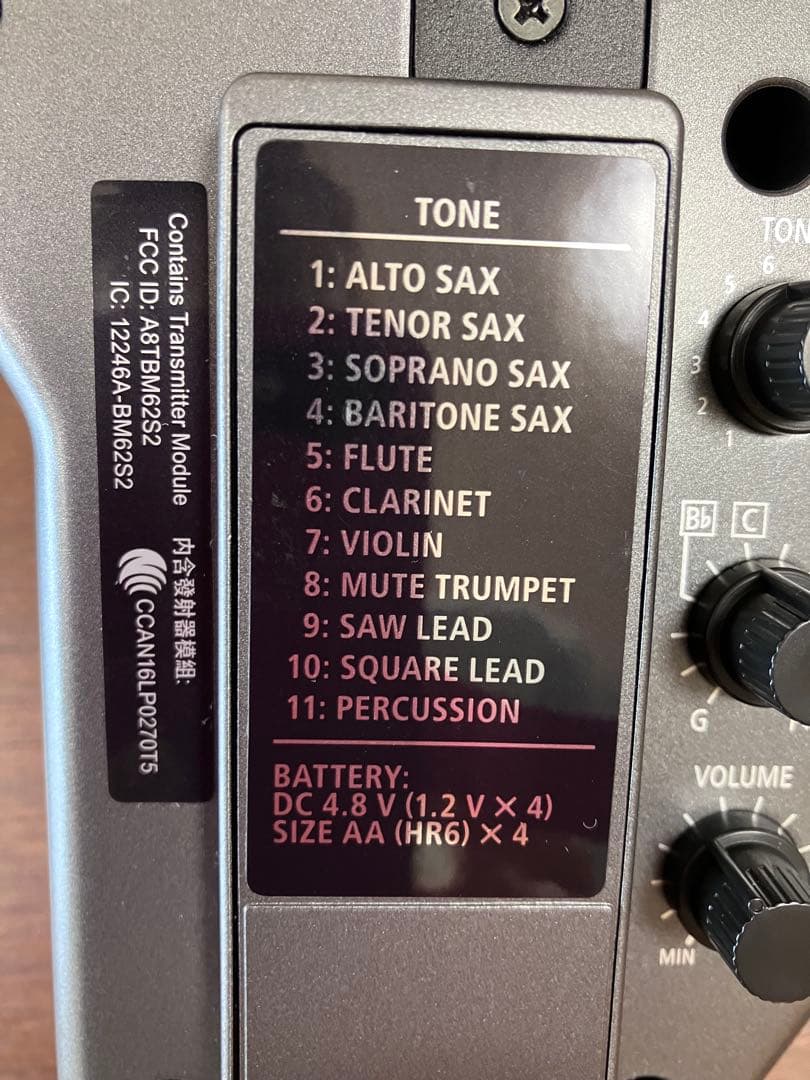 TONE
1: ALTO SAX
2: TENOR SAX
3: SOPRANO SAX
4: BARITONE SAX
5: FLUTE
6: CLARINET
7: VIOLIN
8: MUTE TRUMPET
9: SAW LEAD
10: SQUARE LEAD
11: PERCUSSION
BATTERY:
DC 4.8 V (1.2 V × 4)
SIZE AA (HR6) × 4
Contains Transmitter Module
FCC ID: A8TBM62S2
IC: 12246A-BM62S2
內含發射器模組:
CCAN16LP0270T5
TON
6
5
4
3
2
1
Bb C
G
VOLUME
MIN